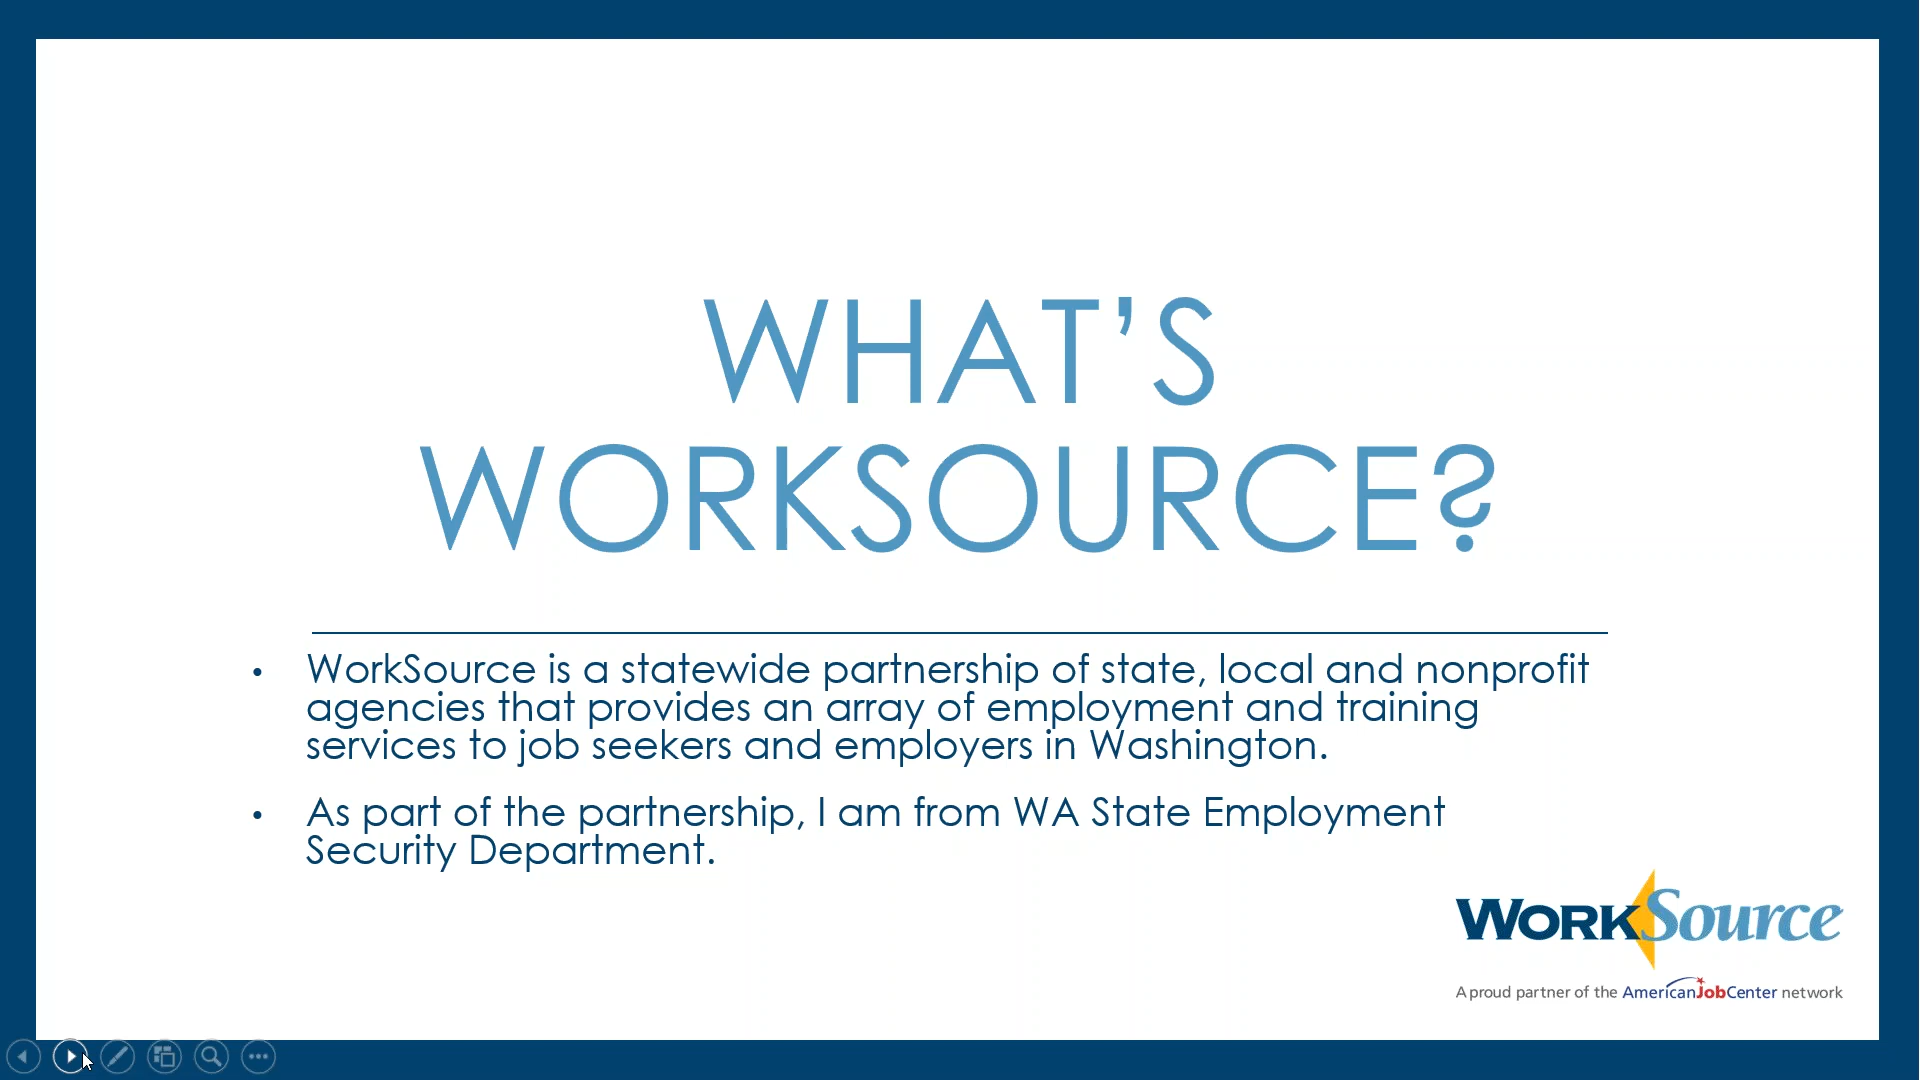 WHAT’S
WORKSOURCE?
• WorkSource is a statewide partnership of state, local and nonprofit
agencies that provides an array of employment and training
services to job seekers and employers in Washington.
• As part of the partnership, I am from WA State Employment
Security Department.
WorkSource
A proud partner of the AmericanJobCenter network